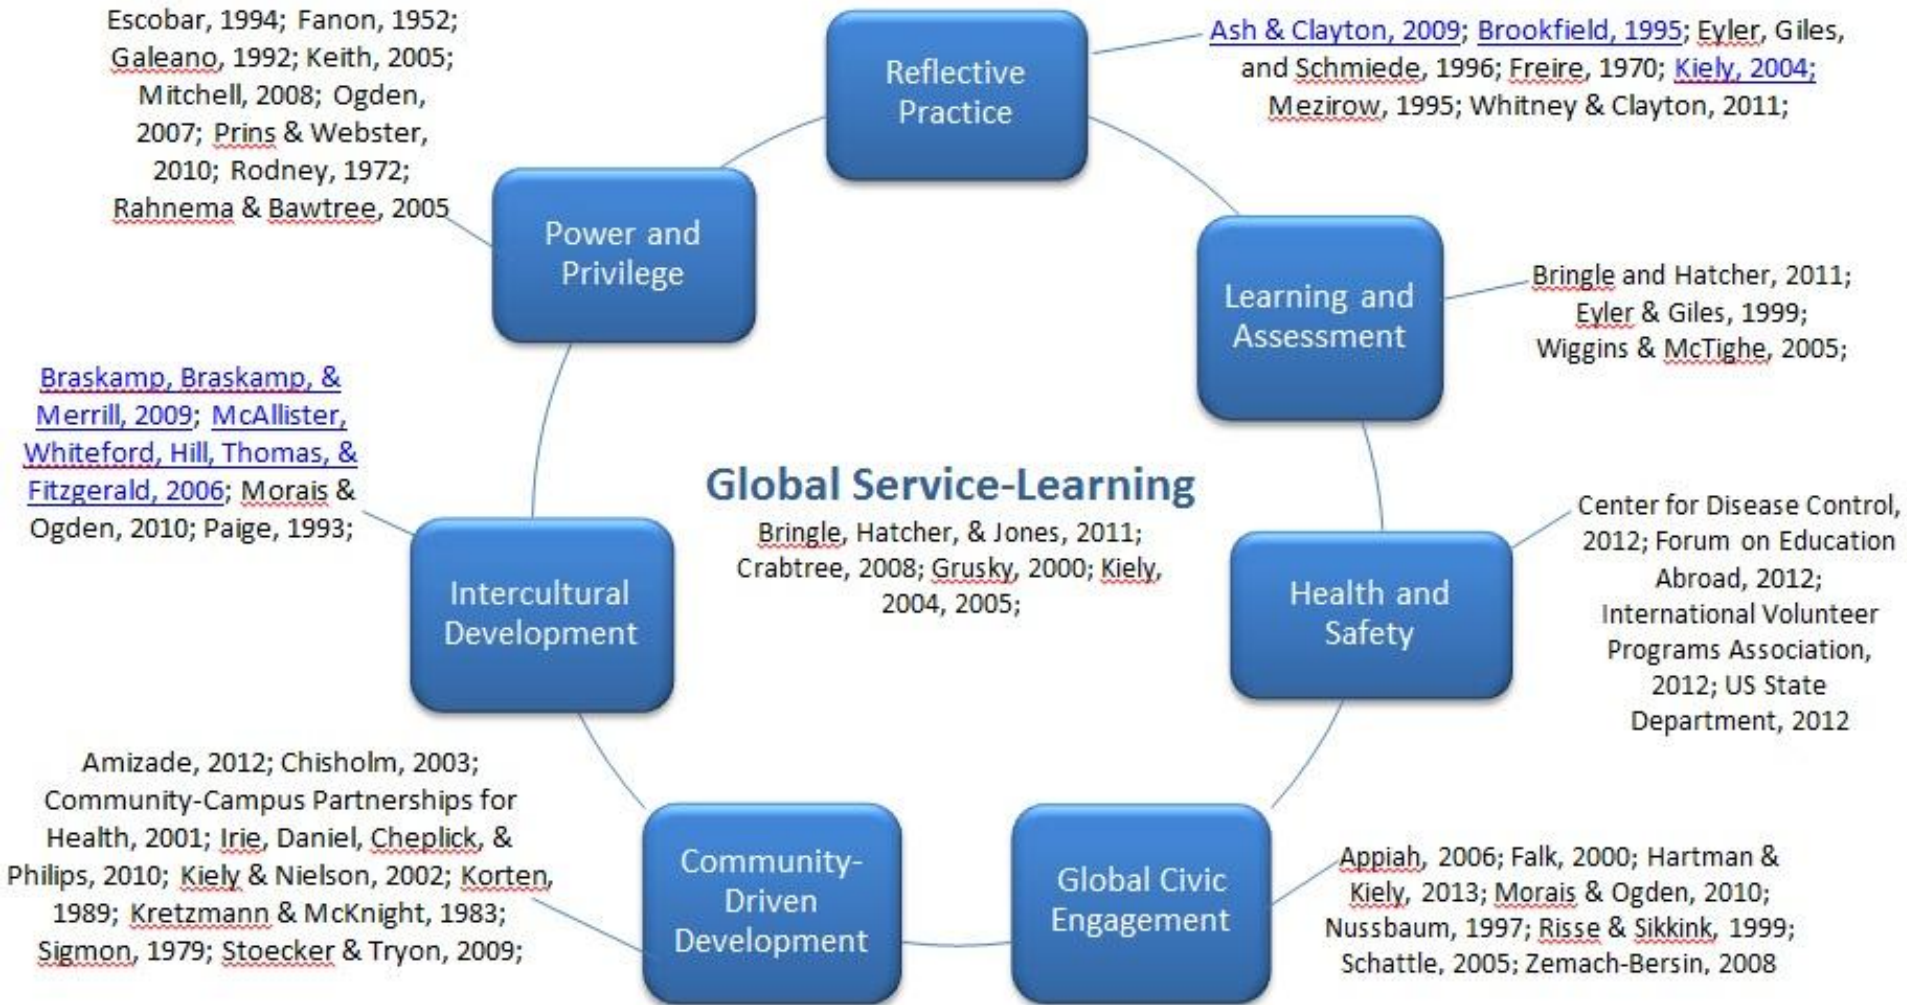 Escobar, 1994; Fanon, 1952;
Galeano, 1992; Keith, 2005;
Mitchell, 2008; Ogden,
2007; Prins & Webster,
2010; Rodney, 1972;
Rahnema & Bawtree, 2005
Reflective
Practice
Ash & Clayton, 2009; Brookfield, 1995; Eyler, Giles,
and Schmiede, 1996; Freire, 1970; Kiely, 2004;
Mezirow, 1995; Whitney & Clayton, 2011;
Power and
Privilege
Learning and
Assessment
Bringle and Hatcher, 2011;
Eyler & Giles, 1999;
Wiggins & McTighe, 2005;
Braskamp, Braskamp, &
Merrill, 2009; McAllister,
Whiteford, Hill, Thomas, &
Fitzgerald, 2006; Morais &
Ogden, 2010; Paige, 1993;
Global Service-Learning
Bringle, Hatcher, & Jones, 2011;
Crabtree, 2008; Grusky, 2000; Kiely,
2004, 2005;
Intercultural
Development
Health and
Safety
Center for Disease Control,
2012; Forum on Education
Abroad, 2012;
International Volunteer
Programs Association,
2012; US State
Department, 2012
Amizade, 2012; Chisholm, 2003;
Community-Campus Partnerships for
Health, 2001; Irie, Daniel, Cheplick, &
Philips, 2010; Kiely & Nielson, 2002; Korten,
1989; Kretzmann & McKnight, 1983;
Sigmon, 1979; Stoecker & Tryon, 2009;
Community-
Driven
Development
Global Civic
Engagement
Appiah, 2006; Falk, 2000; Hartman &
Kiely, 2013; Morais & Ogden, 2010;
Nussbaum, 1997; Risse & Sikkink, 1999;
Schattle, 2005; Zemach-Bersin, 2008